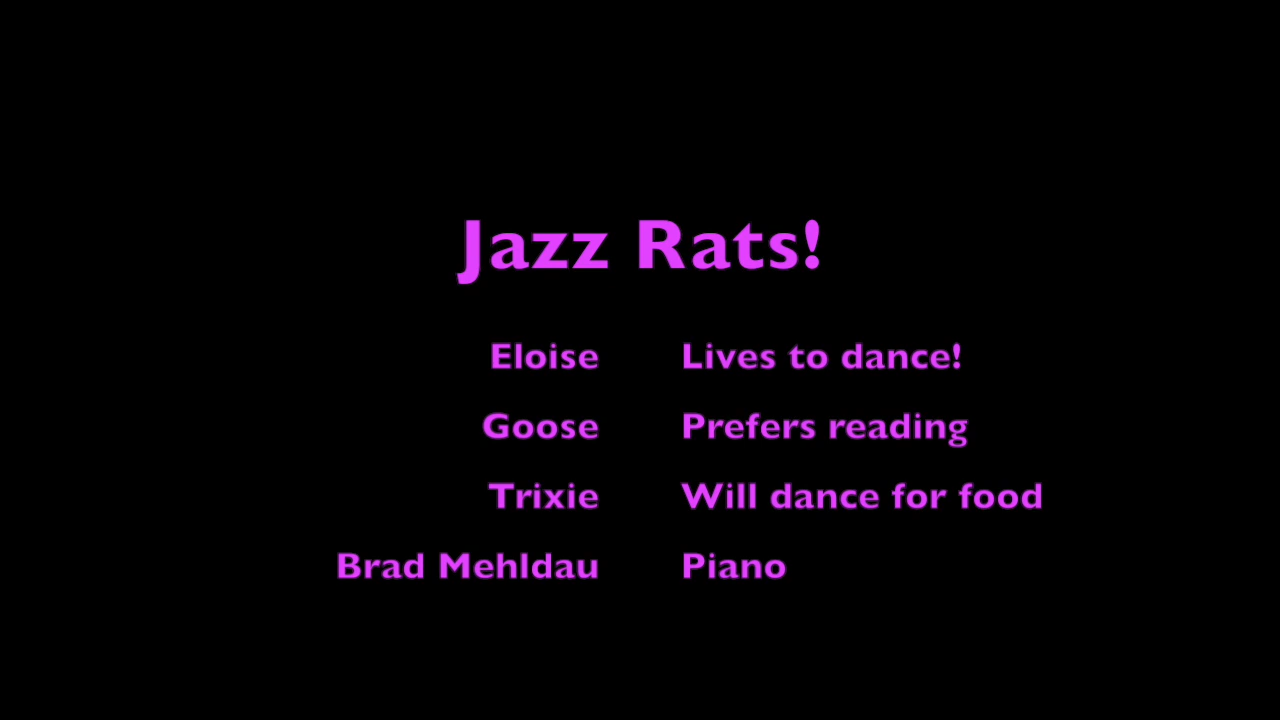 Jazz Rats!
Eloise Lives to dance!
Goose Prefers reading
Trixie Will dance for food
Brad Mehldau Piano